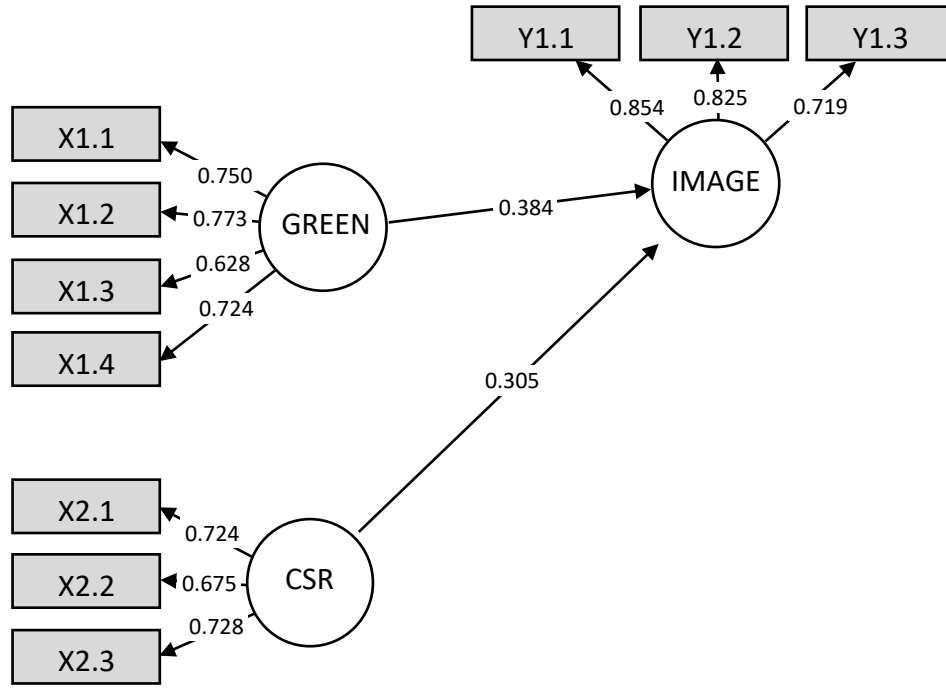 Y1.1
Y1.2
Y1.3
0.854
0.825
0.719
X1.1
X1.2
X1.3
X1.4
0.750
0.773
0.628
0.724
GREEN
0.384
IMAGE
0.305
X2.1
X2.2
X2.3
0.724
0.675
0.728
CSR